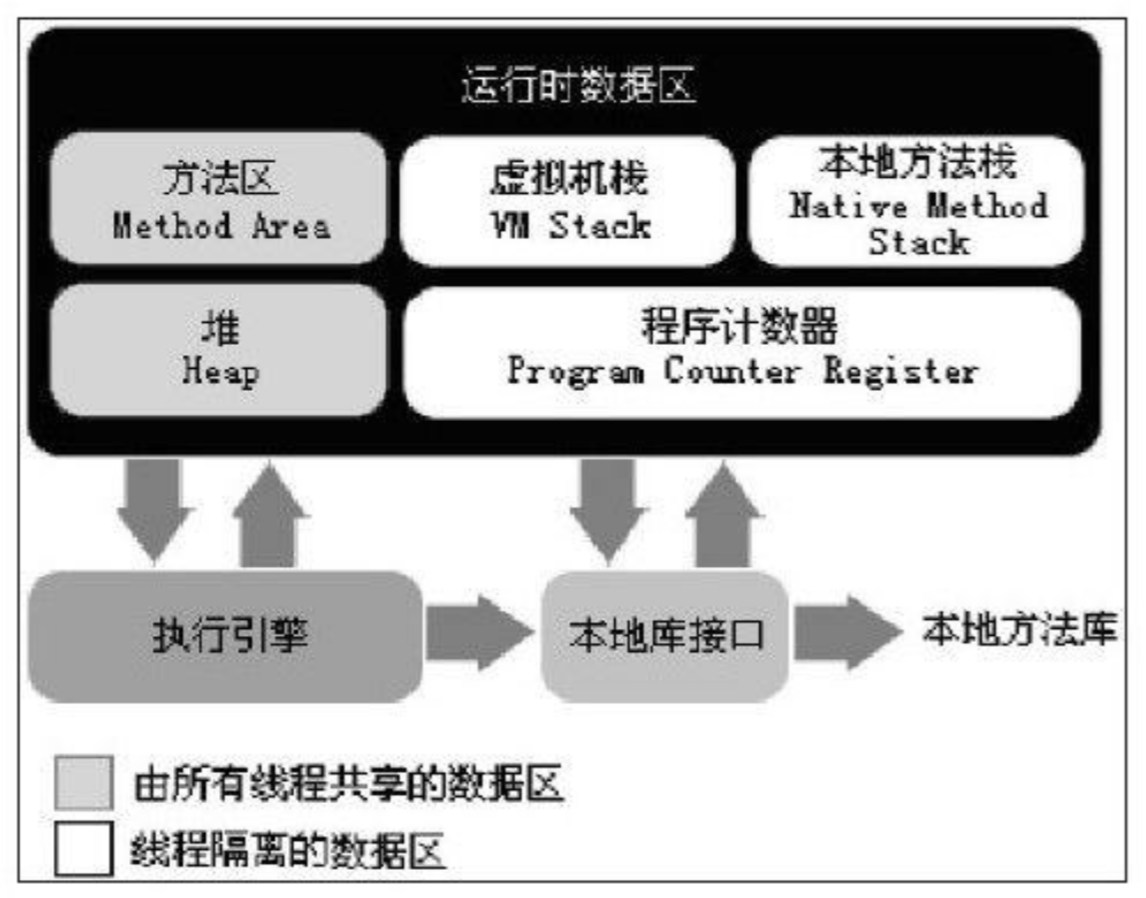 运行时数据区
方法区
Method Area
虚拟机栈
VM Stack
本地方法栈
Native Method
Stack
堆
Heap
程序计数器
Program Counter Register
执行引擎
本地库接口
本地方法库
由所有线程共享的数据区
线程隔离的数据区